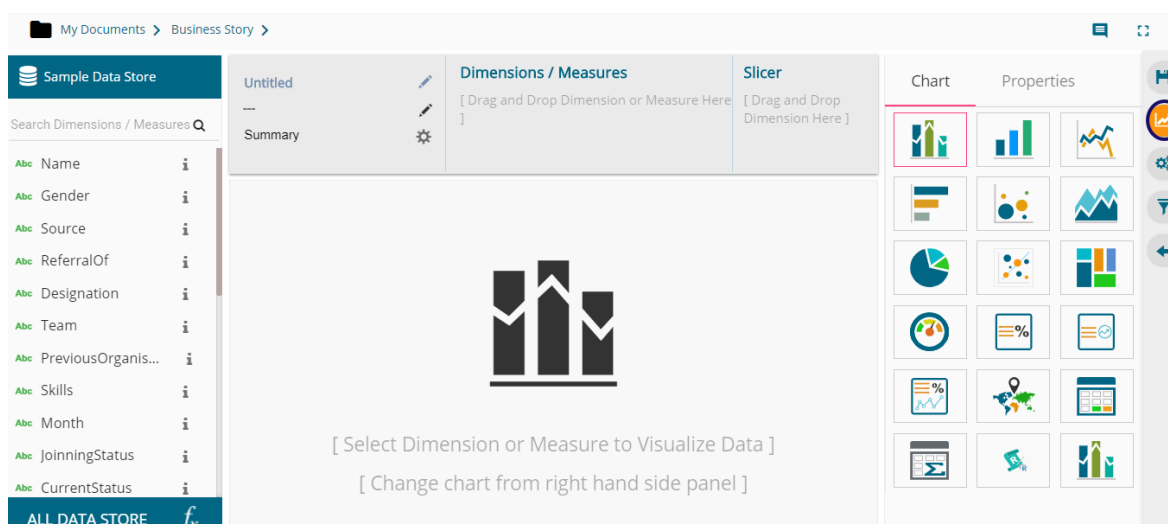 My Documents > Business Story >
Sample Data Store
Search Dimensions / Measures
Abc Name i
Abc Gender i
Abc Source i
Abc ReferralOf i
Abc Designation i
Abc Team i
Abc PreviousOrganis... i
Abc Skills i
Abc Month i
Abc JoinningStatus i
Abc CurrentStatus i
ALL DATA STORE fx
Untitled
---
Summary
Dimensions / Measures
[ Drag and Drop Dimension or Measure Here
]
Slicer
[ Drag and Drop
Dimension Here ]
[ Select Dimension or Measure to Visualize Data ]
[ Change chart from right hand side panel ]
Chart Properties
%
%
Σ
R